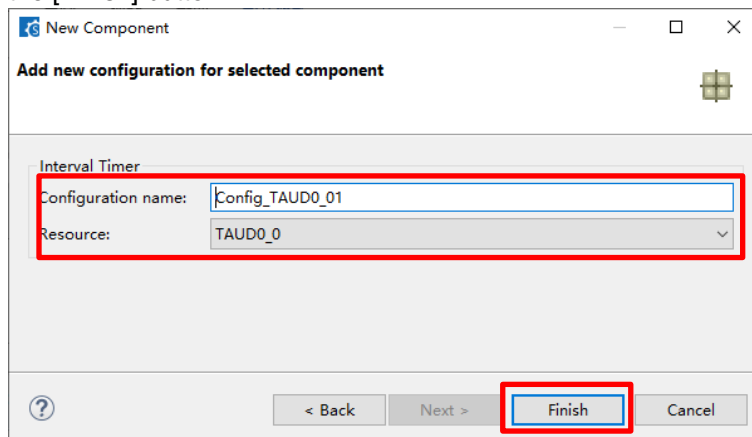 New Component
Add new configuration for selected component
Interval Timer
Configuration name: Config_TAUD0_01
Resource: TAUD0_0
< Back Next > Finish Cancel